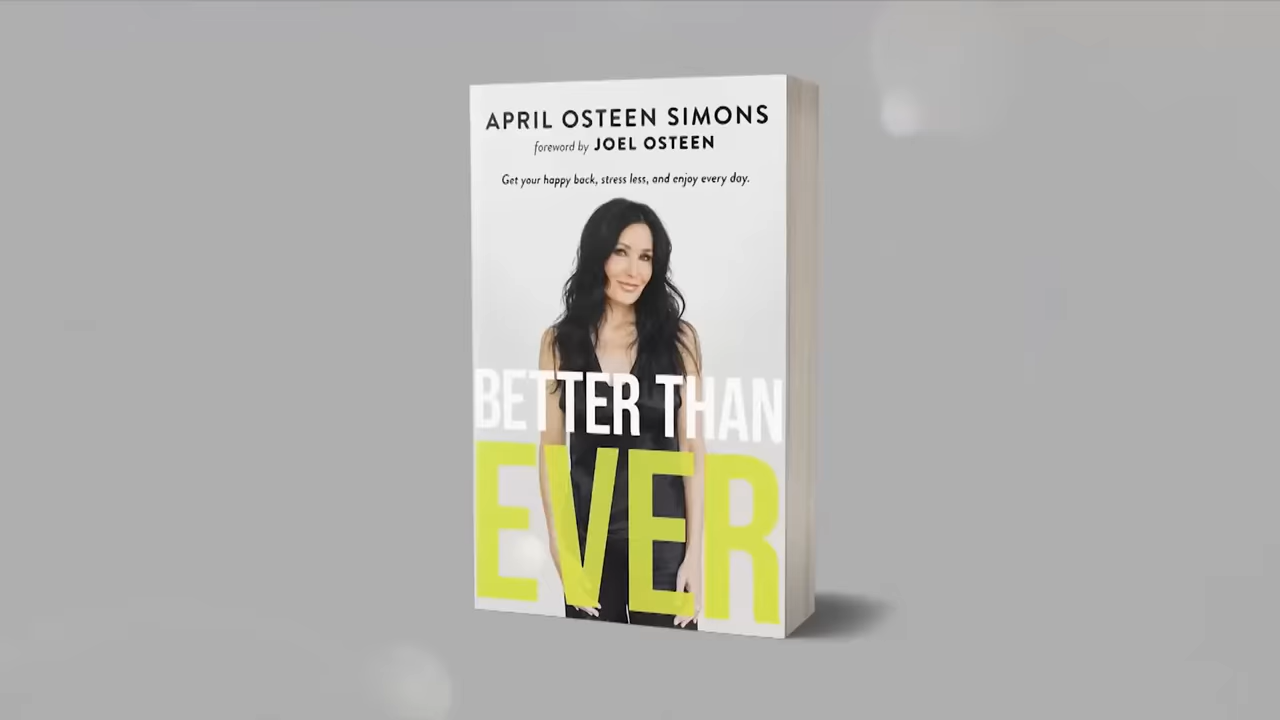 APRIL OSTEEN SIMONS
foreword by JOEL OSTEEN
Get your happy back, stress less, and enjoy every day.
BETTER THAN
EVER